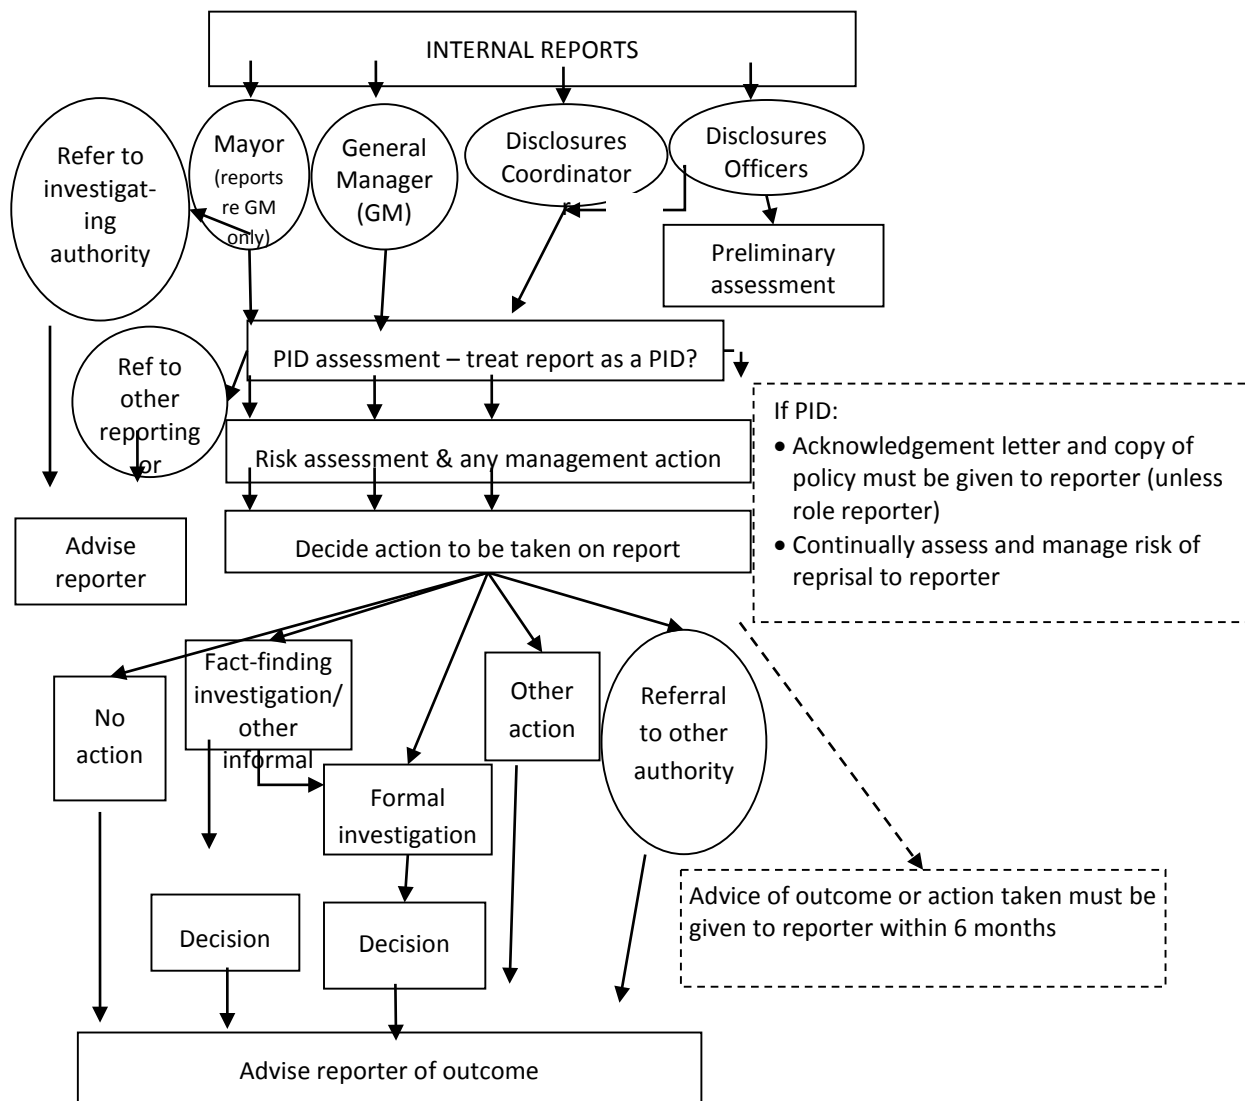 INTERNAL REPORTS
Refer to
investigat-
ing
authority
Mayor
(reports
re GM
only)
General
Manager
(GM)
Disclosures
Coordinator
Disclosures
Officers
Preliminary
assessment
PID assessment – treat report as a PID?
Ref to
other
reporting
or
Risk assessment & any management action
If PID:
• Acknowledgement letter and copy of
policy must be given to reporter (unless
role reporter)
• Continually assess and manage risk of
reprisal to reporter
Advise
reporter
Decide action to be taken on report
No
action
Fact-finding
investigation/
other
informal
Formal
investigation
Other
action
Referral
to other
authority
Decision
Decision
Advice of outcome or action taken must be
given to reporter within 6 months
Advise reporter of outcome